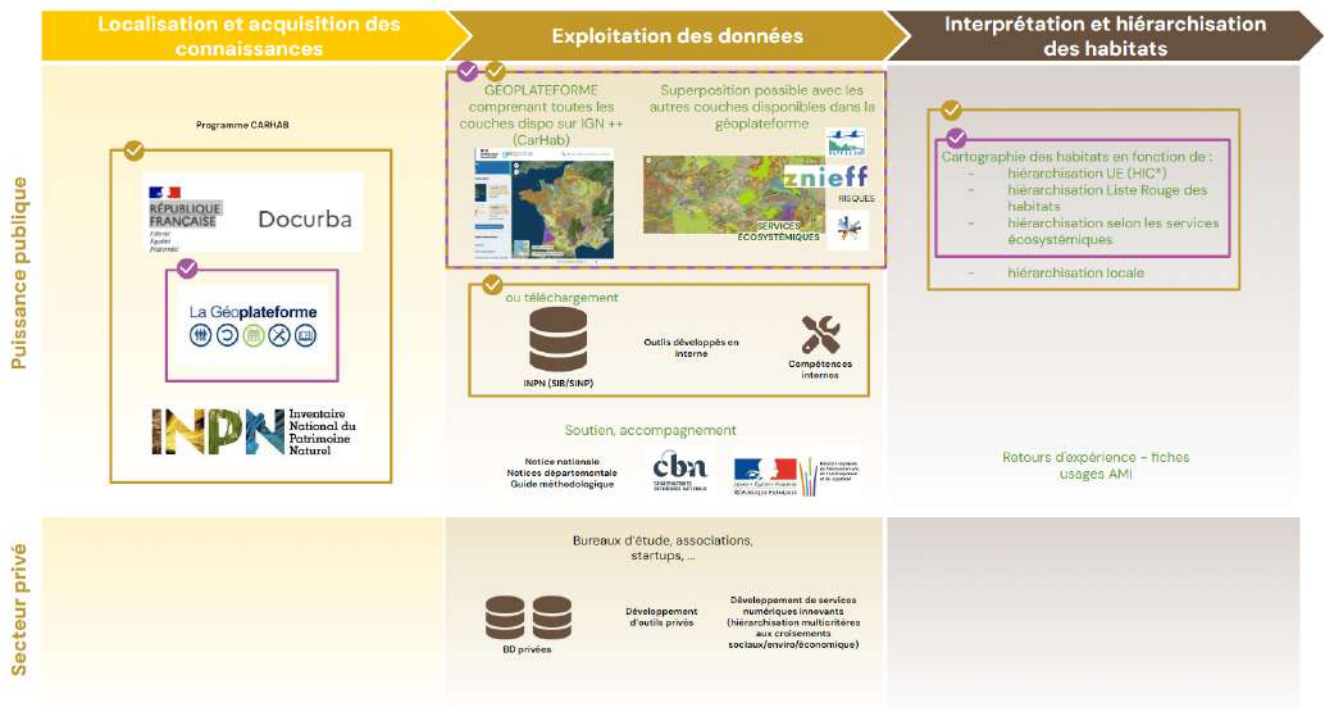 Localisation et acquisition des
connaissances
Exploitation des données
Interprétation et hiérarchisation
des habitats
Puissance publique
Programme CARHAB
RÉPUBLIQUE
FRANÇAISE
Liberté
Égalité
Fraternité
Docurba
La Géoplateforme
INPN
Inventaire
National du
Patrimoine
Naturel
GÉOPLATEFORME
comprenant toutes les
couches dispo sur IGN ++
(CarHab)
Superposition possible avec les
autres couches disponibles dans la
géoplateforme
znieff
RISQUES
SERVICES
ÉCOSYSTÉMIQUES
ou téléchargement
INPN (SIB/SINP)
Outils développés en
interne
Compétences
internes
Soutien, accompagnement
Notice nationale
Notices départementale
Guide méthodologique
cbn
Cartographie des habitats en fonction de :
- hiérarchisation UE (HIC*)
- hiérarchisation Liste Rouge des
habitats
- hiérarchisation selon les services
écosystémiques
- hiérarchisation locale
Retours d'expérience - fiches
usages AMI
Secteur privé
Bureaux d'étude, associations,
startups, ...
BD privées
Développement
d'outils privés
Développement de services
numériques innovants
(hiérarchisation multicritères
aux croisements
sociaux/enviro/économique)